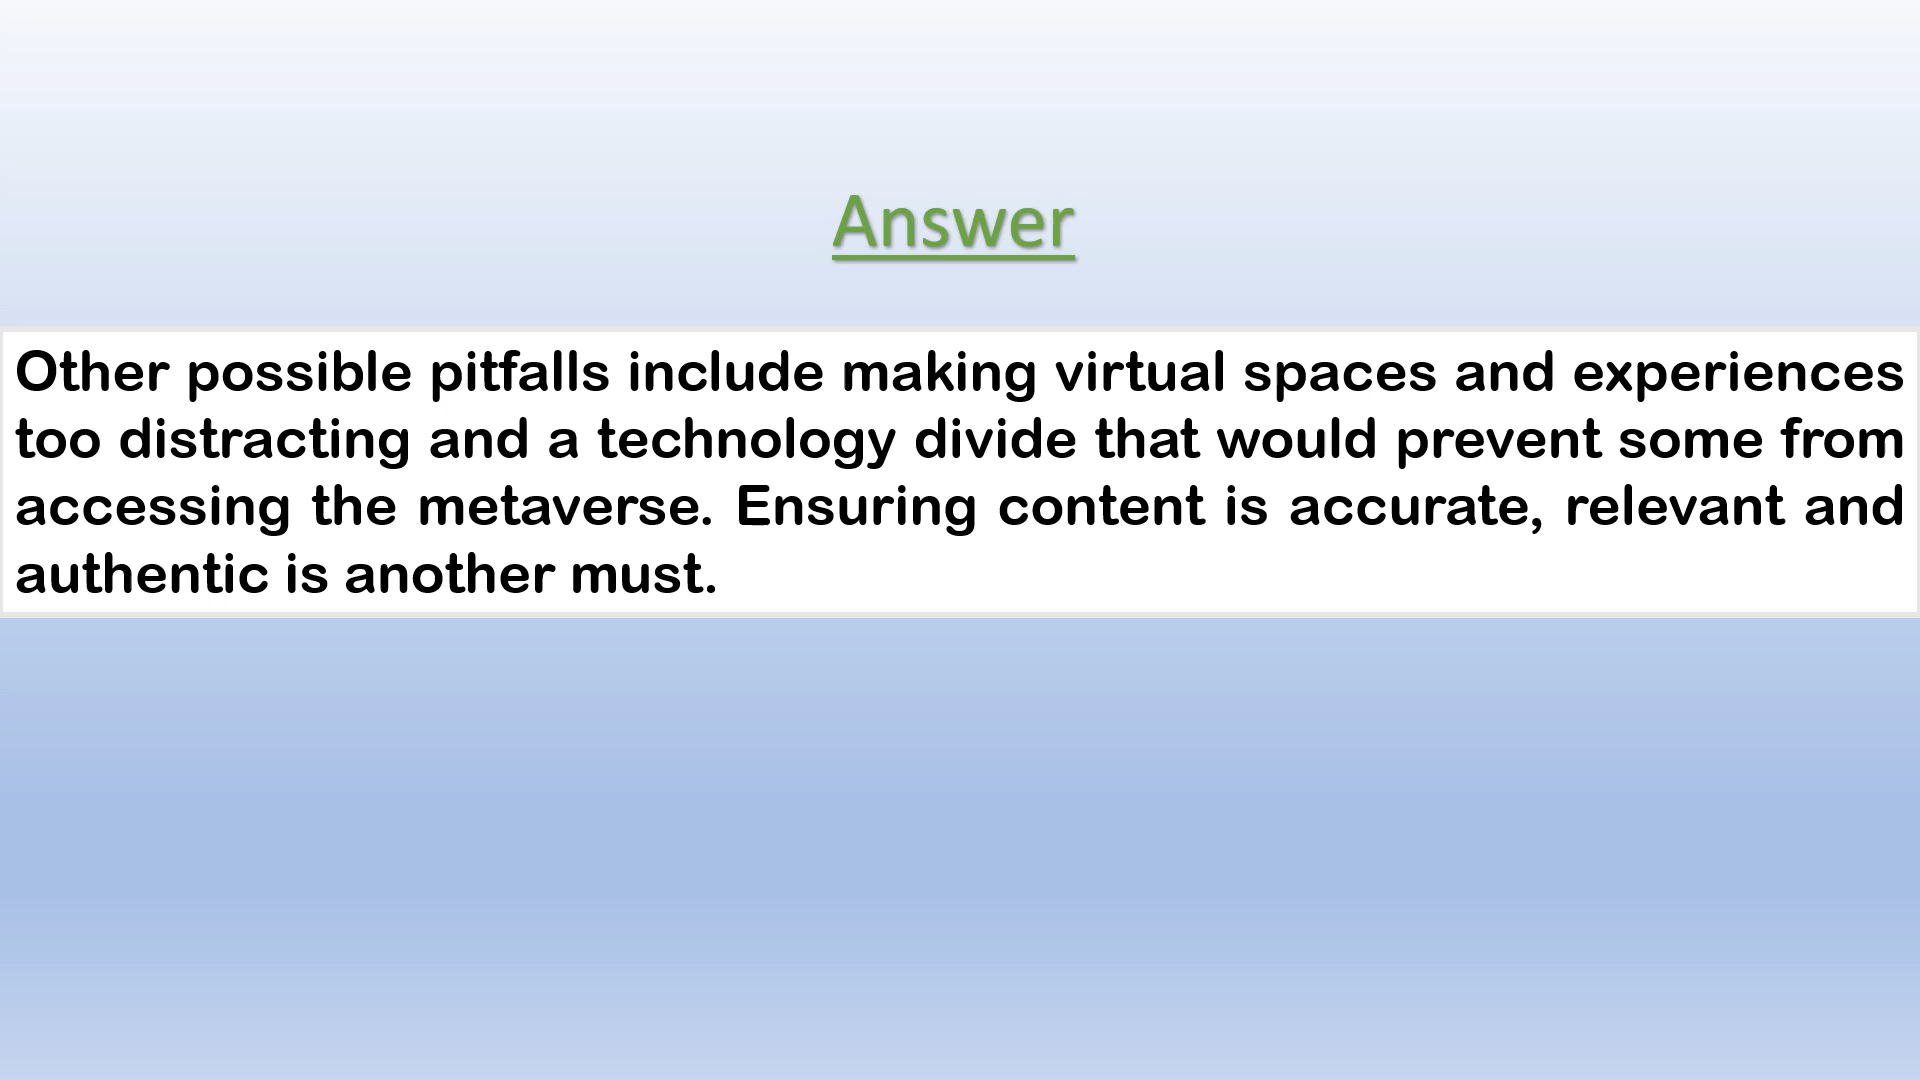 Answer
Other possible pitfalls include making virtual spaces and experiences
too distracting and a technology divide that would prevent some from
accessing the metaverse. Ensuring content is accurate, relevant and
authentic is another must.